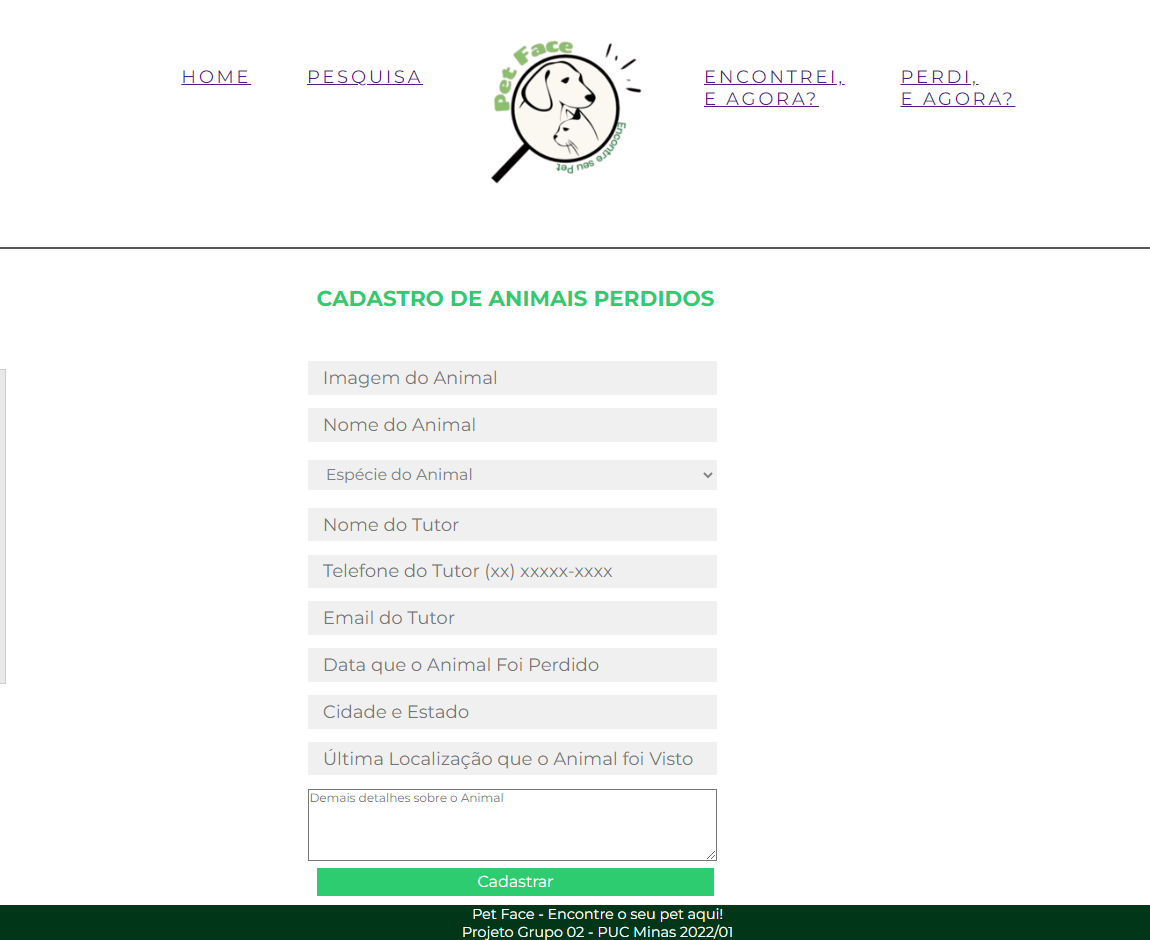 HOME
PESQUISA
Pet Face
Encontre seu Pet
ENCONTREI,
E AGORA?
PERDI,
E AGORA?
CADASTRO DE ANIMAIS PERDIDOS
Imagem do Animal
Nome do Animal
Espécie do Animal
Nome do Tutor
Telefone do Tutor (xx) xxxxx-xxxx
Email do Tutor
Data que o Animal Foi Perdido
Cidade e Estado
Última Localização que o Animal foi Visto
Demais detalhes sobre o Animal
Cadastrar
Pet Face - Encontre o seu pet aqui!
Projeto Grupo 02 - PUC Minas 2022/01